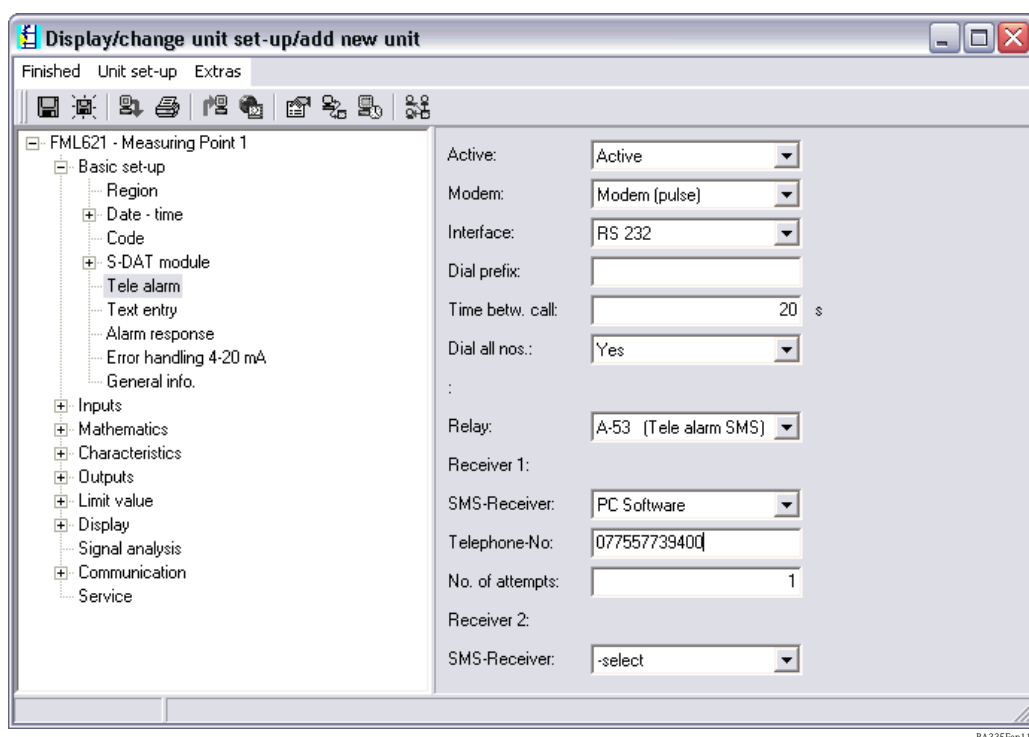 Display/change unit set-up/add new unit
Finished Unit set-up Extras
FML621 - Measuring Point 1
Basic set-up
Region
Date - time
Code
S-DAT module
Tele alarm
Text entry
Alarm response
Error handling 4-20 mA
General info.
Inputs
Mathematics
Characteristics
Outputs
Limit value
Display
Signal analysis
Communication
Service
Active: Active
Modem: Modem (pulse)
Interface: RS 232
Dial prefix:
Time betw. call: 20 s
Dial all nos.: Yes
:
Relay: A-53 (Tele alarm SMS)
Receiver 1:
SMS-Receiver: PC Software
Telephone-No: 077557739400
No. of attempts: 1
Receiver 2:
SMS-Receiver: -select